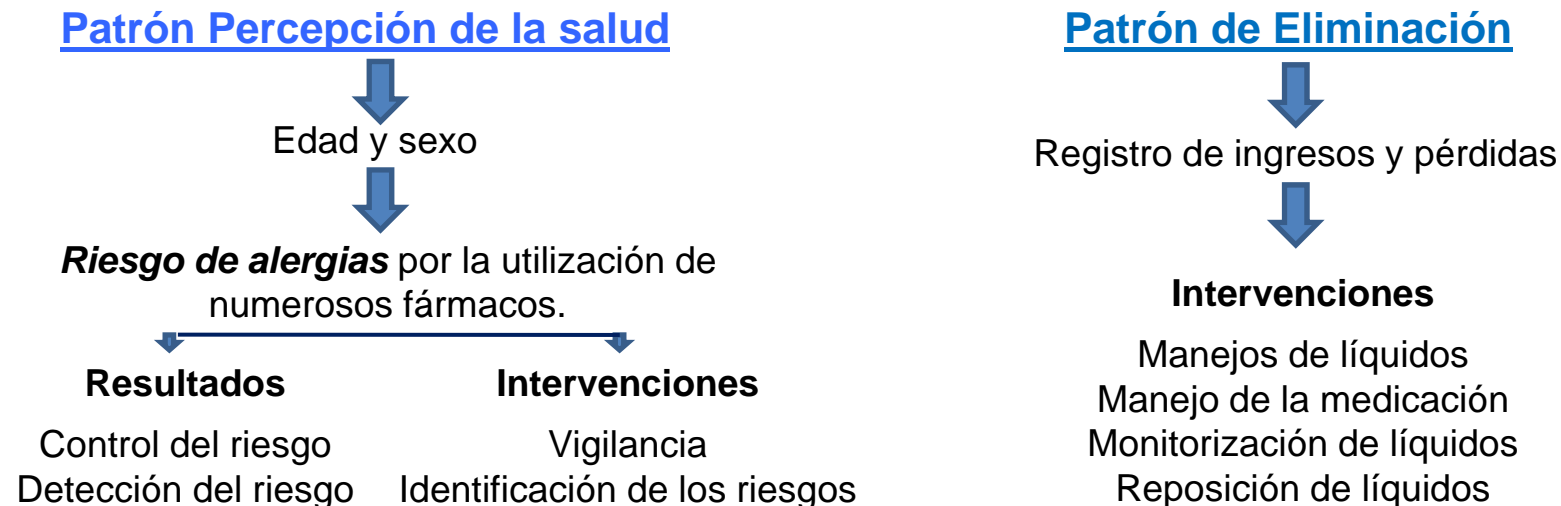 Patrón Percepción de la salud
Edad y sexo
Riesgo de alergias por la utilización de
numerosos fármacos.
Resultados
Control del riesgo
Detección del riesgo
Intervenciones
Vigilancia
Identificación de los riesgos
Patrón de Eliminación
Registro de ingresos y pérdidas
Intervenciones
Manejos de líquidos
Manejo de la medicación
Monitorización de líquidos
Reposición de líquidos